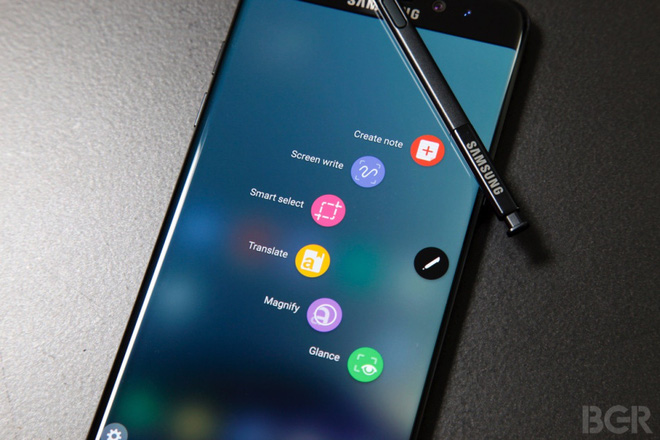 SAMSUNG
Create note
Screen write
Smart select
Translate
Magnify
Glance
SAMSUNG
BGR